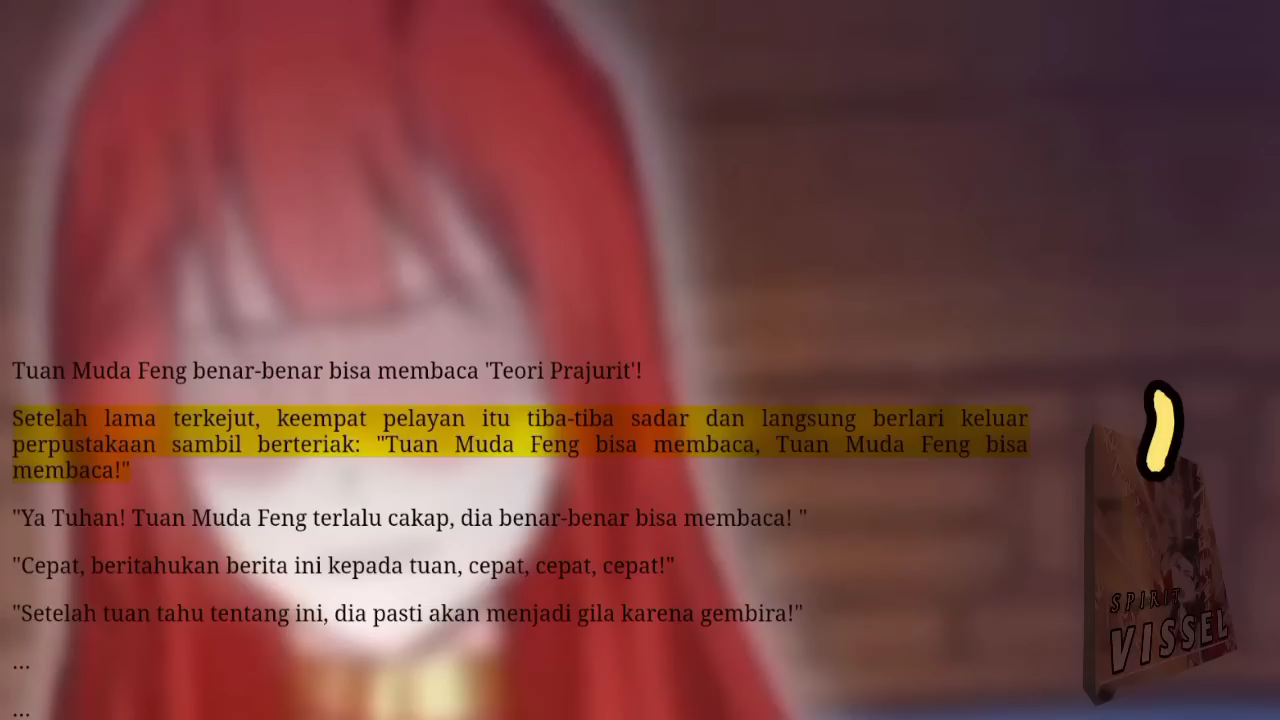 Tuan Muda Feng benar-benar bisa membaca 'Teori Prajurit'!
Setelah lama terkejut, keempat pelayan itu tiba-tiba sadar dan langsung berlari keluar
perpustakaan sambil berteriak: "Tuan Muda Feng bisa membaca, Tuan Muda Feng bisa
membaca!"
"Ya Tuhan! Tuan Muda Feng terlalu cakap, dia benar-benar bisa membaca! "
"Cepat, beritahukan berita ini kepada tuan, cepat, cepat, cepat!"
"Setelah tuan tahu tentang ini, dia pasti akan menjadi gila karena gembira!"
...
...
SPIRIT
VISSEL